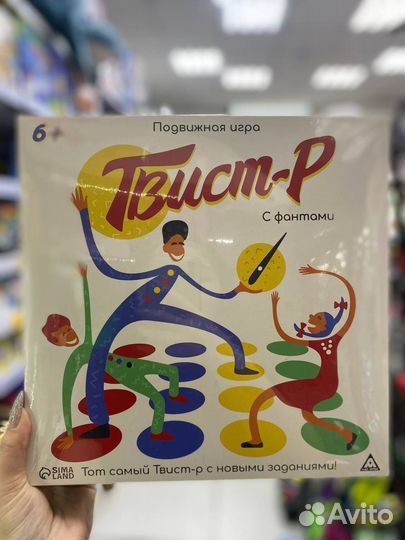 6+
Подвижная игра
Твист-Р
С фантами
SIMA
LAND
Тот самый Твист-р с новыми заданиями!
Avito